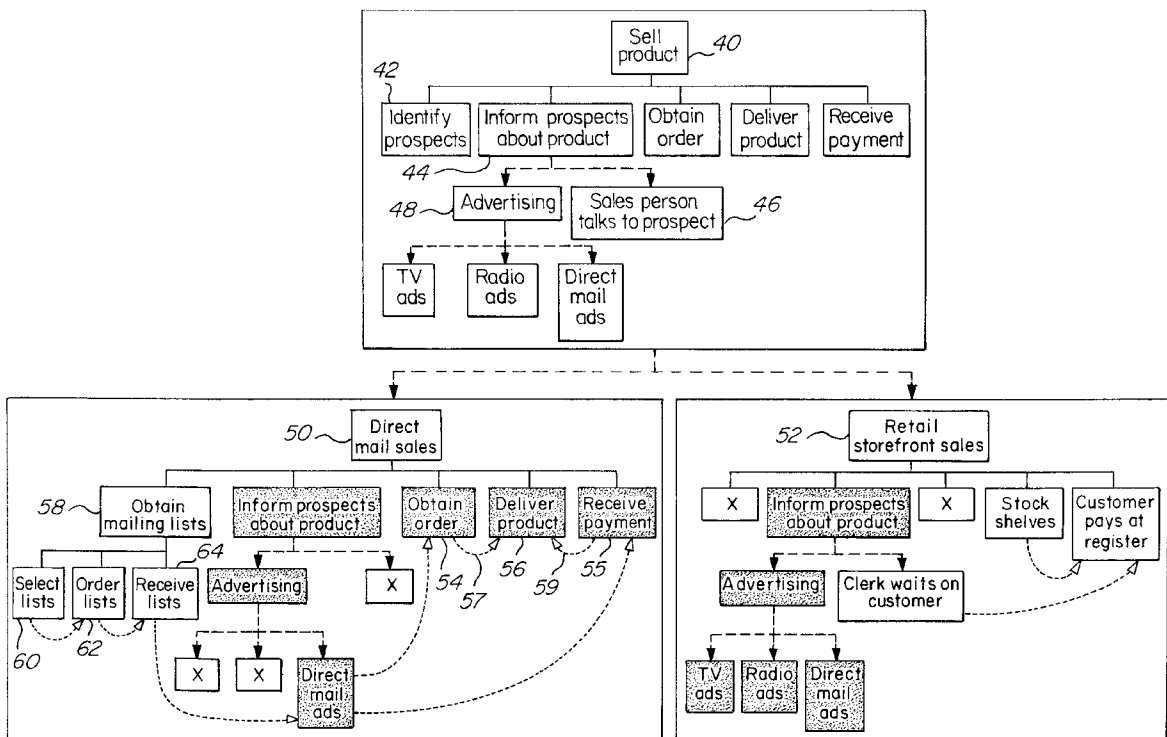 Sell
product
40
42
Identify
prospects
Inform prospects
about product
Obtain
order
Deliver
product
Receive
payment
44
Advertising
48
Sales person
talks to prospect
46
TV
ads
Radio
ads
Direct
mail
ads
50
Direct
mail sales
58
Obtain
mailing lists
Inform prospects
about product
Obtain
order
Deliver
product
Receive
payment
64
54
57
56
59
55
Select
lists
Order
lists
Receive
lists
Advertising
X
60
62
X
X
Direct
mail
ads
52
Retail
storefront sales
X
Inform prospects
about product
X
Stock
shelves
Customer
pays at
register
Advertising
Clerk waits on
customer
TV
ads
Radio
ads
Direct
mail
ads